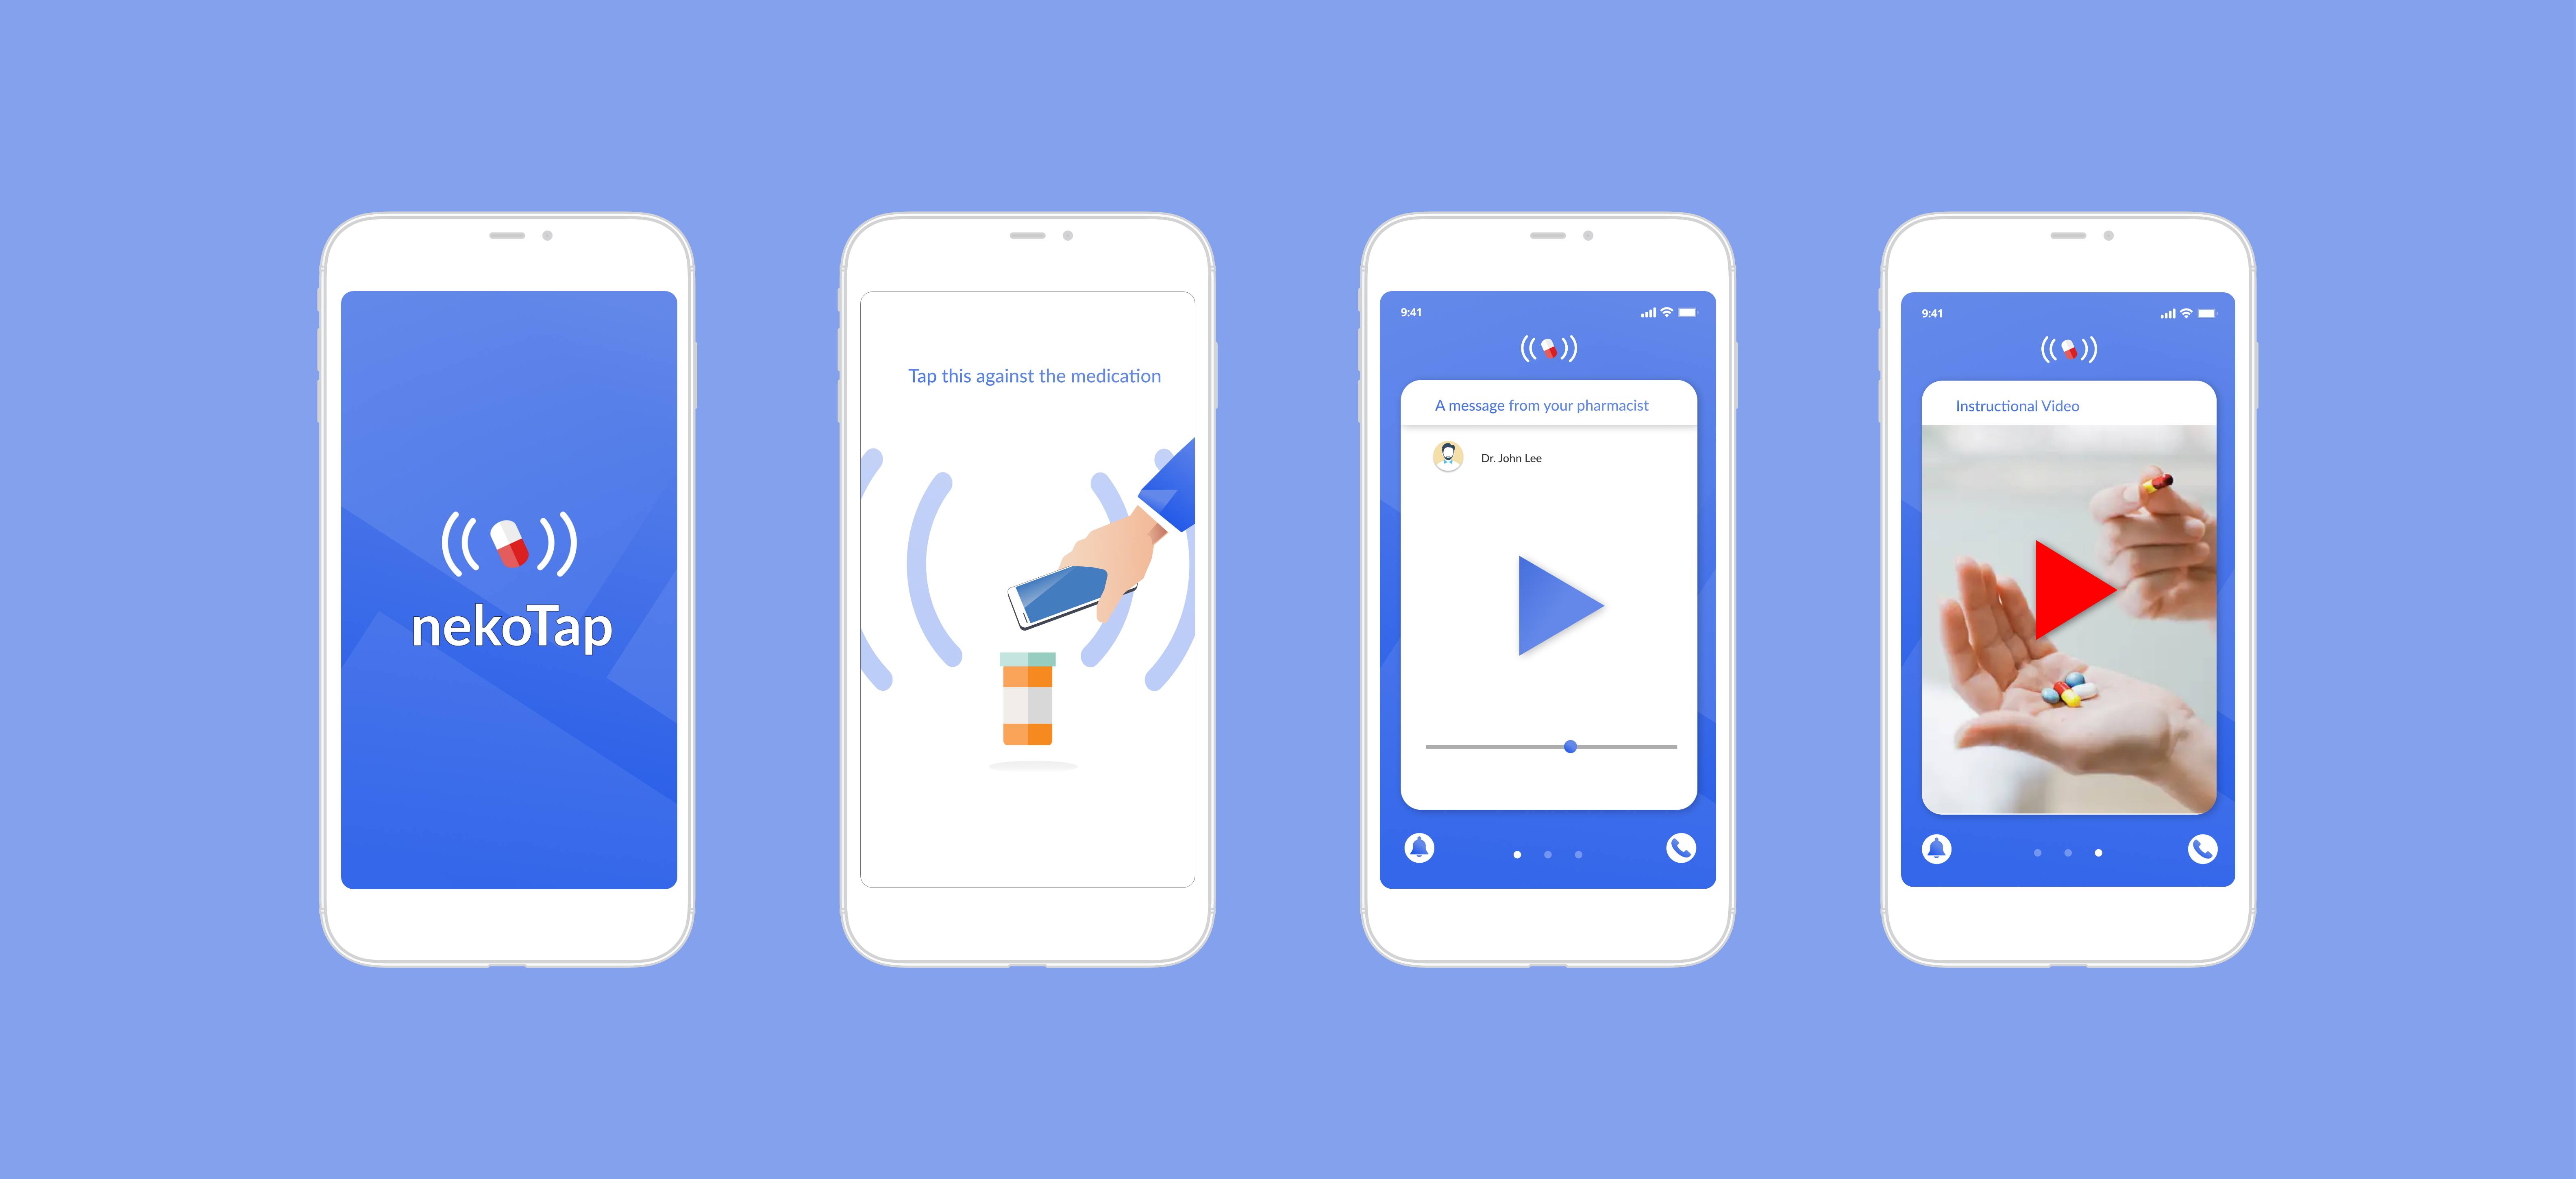 nekoTap
Tap this against the medication
9:41
A message from your pharmacist
Dr. John Lee
9:41
Instructional Video